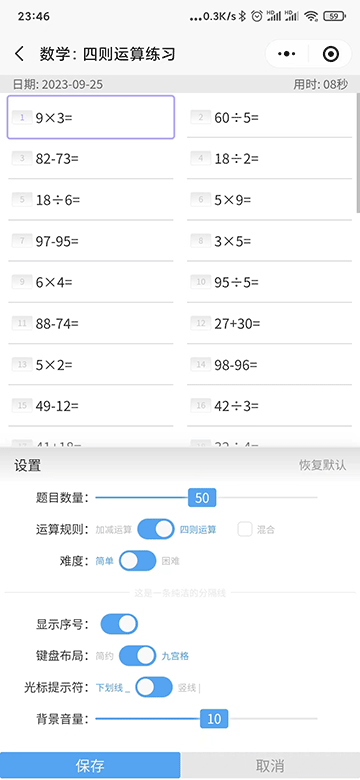 23:46 ...0.3K/s
数学：四则运算练习
日期: 2023-09-25 用时: 08秒
1 9×3= 2 60÷5=
3 82-73= 4 18÷2=
5 18÷6= 6 5×9=
7 97-95= 8 3×5=
9 6×4= 10 95÷5=
11 88-74= 12 27+30=
13 5×2= 14 98-96=
15 49-12= 16 42÷3=
设置 恢复默认
题目数量: 50
运算规则: 加减运算 四则运算 混合
难度: 简单 困难
这是一条纯洁的分隔线
显示序号:
键盘布局: 简约 九宫格
光标提示符: 下划线 _ 竖线 |
背景音量: 10
保存 取消